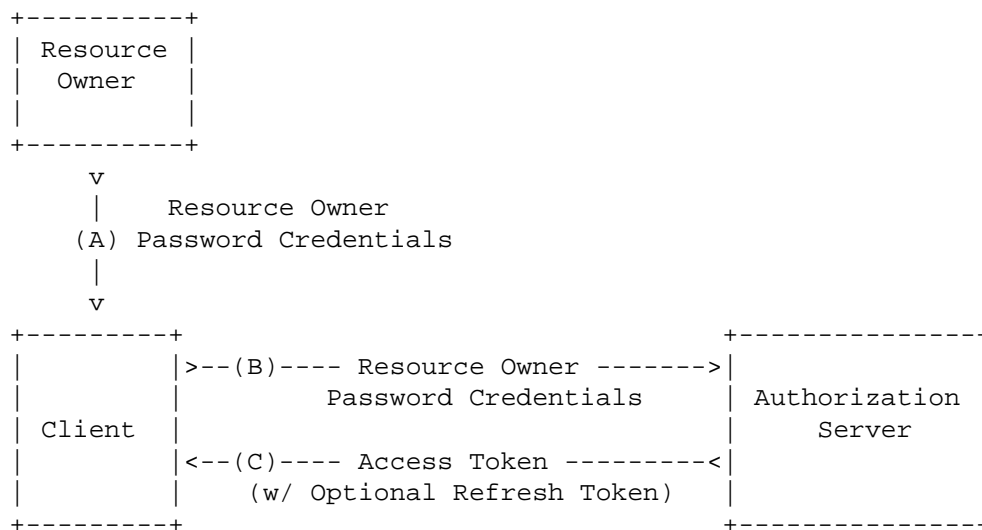 Resource
Owner
v
Resource Owner
(A) Password Credentials
v
>--(B)---- Resource Owner ------->
Password Credentials
Authorization
Client
Server
<--(C)---- Access Token ---------<
(w/ Optional Refresh Token)